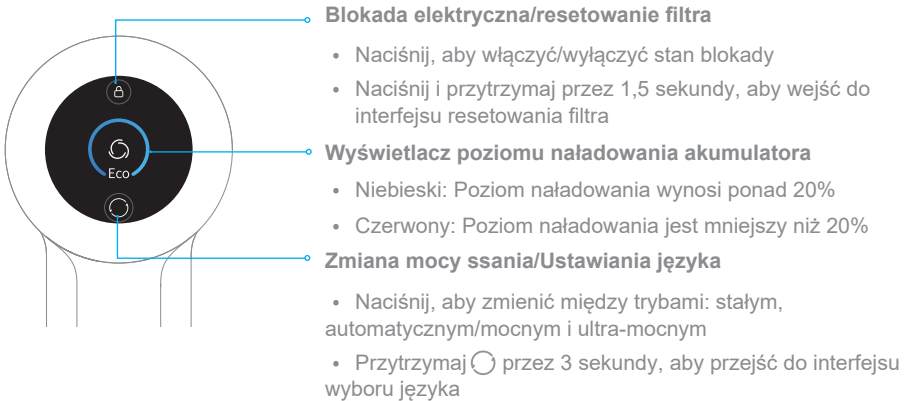 Blokada elektryczna/resetowanie filtra
• Naciśnij, aby włączyć/wyłączyć stan blokady
• Naciśnij i przytrzymaj przez 1,5 sekundy, aby wejść do
interfejsu resetowania filtra
Eco
Wyświetlacz poziomu naładowania akumulatora
• Niebieski: Poziom naładowania wynosi ponad 20%
• Czerwony: Poziom naładowania jest mniejszy niż 20%
Zmiana mocy ssania/Ustawiania języka
• Naciśnij, aby zmienić między trybami: stałym,
automatycznym/mocnym i ultra-mocnym
• Przytrzymaj przez 3 sekundy, aby przejść do interfejsu
wyboru języka